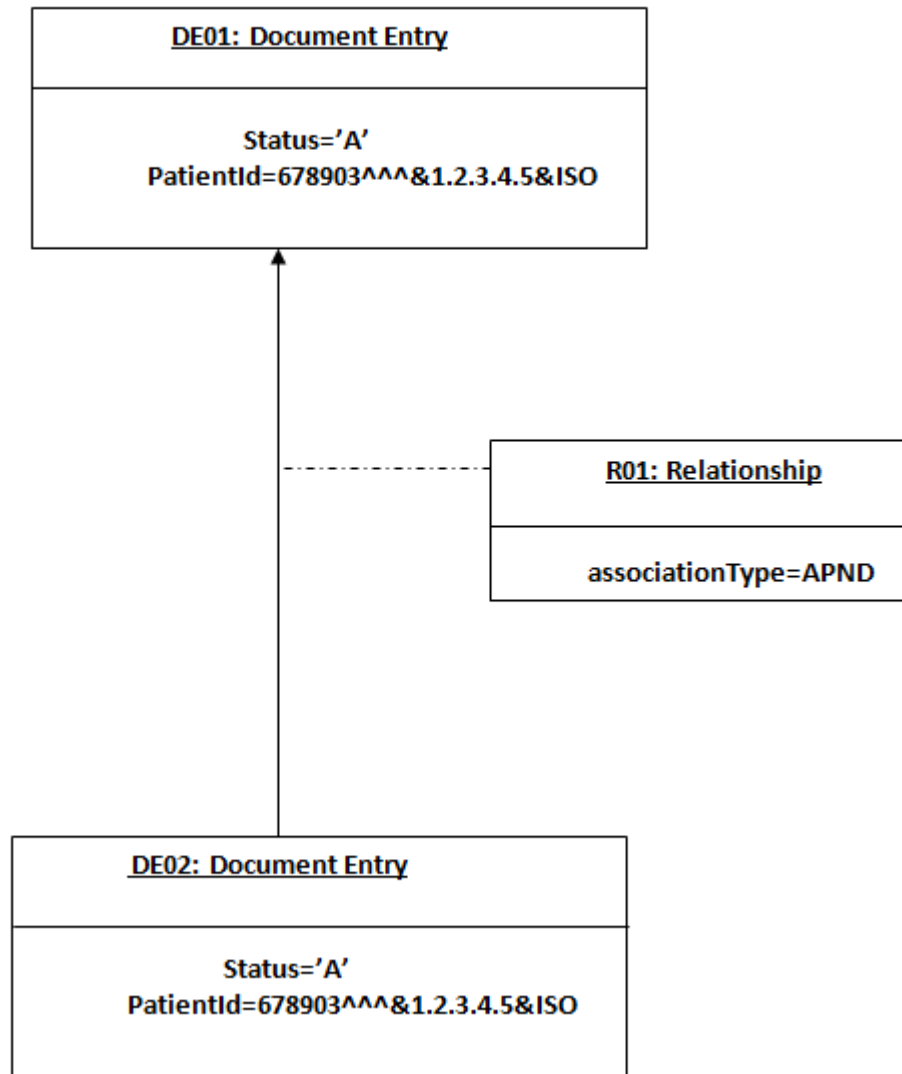 DE01: Document Entry
Status=’A’
PatientId=678903^^^&1.2.3.4.5&ISO
R01: Relationship
associationType=APND
DE02: Document Entry
Status=’A’
PatientId=678903^^^&1.2.3.4.5&ISO